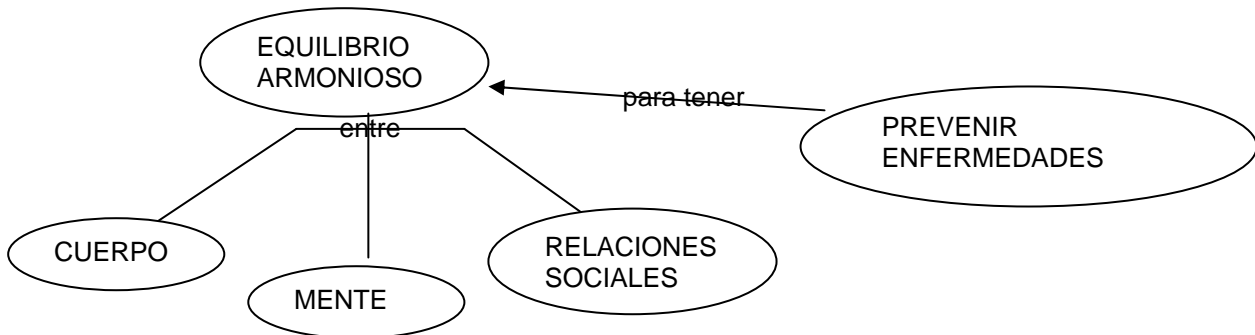 EQUILIBRIO
ARMONIOSO
para tener
PREVENIR
ENFERMEDADES
entre
CUERPO
MENTE
RELACIONES
SOCIALES